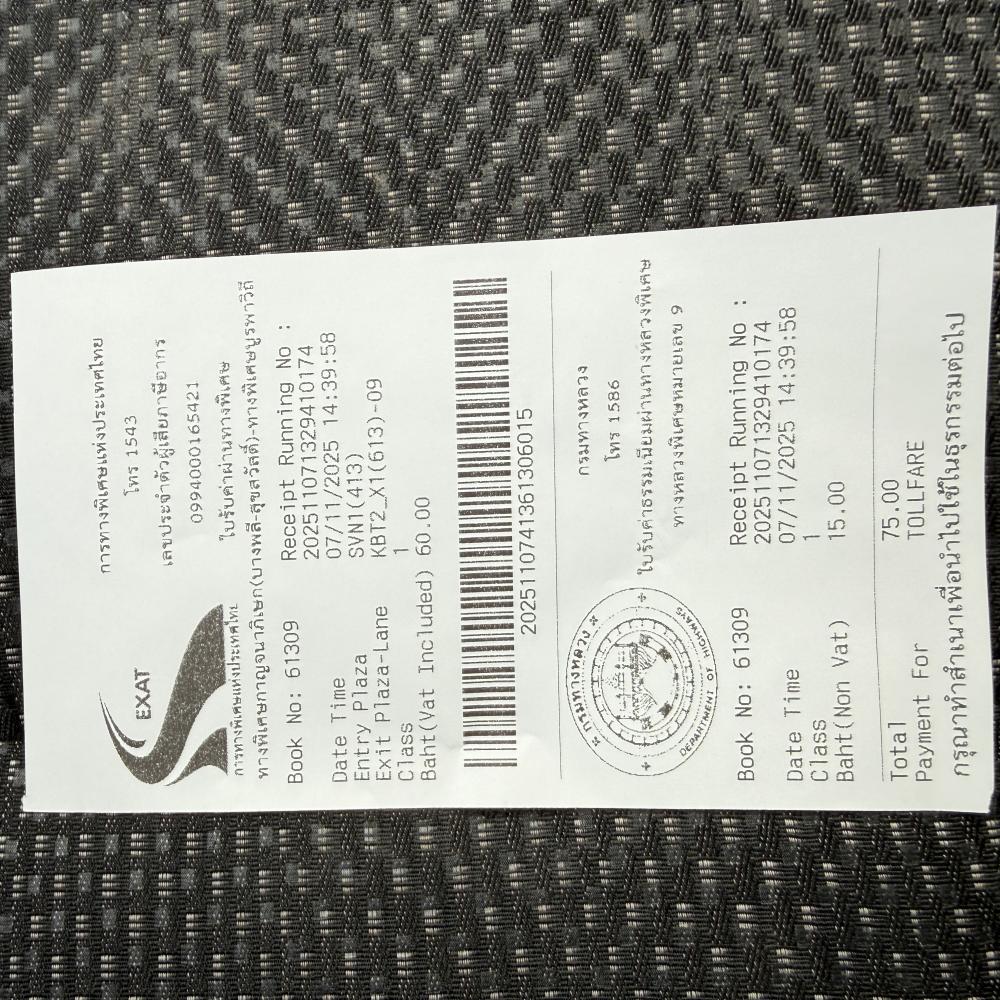 EXAT
การทางพิเศษแห่งประเทศไทย
การทางพิเศษแห่งประเทศไทย
โทร 1543
เลขประจำตัวผู้เสียภาษีอากร
0994000165421
ใบรับค่าผ่านทางพิเศษ
ทางพิเศษกาญจนาภิเษก(บางพลี-สุขสวัสดิ์)-ทางพิเศษบูรพาวิถี
Book No: 61309 Receipt Running No :
202511071329410174
Date Time 07/11/2025 14:39:58
Entry Plaza SVN1(413)
Exit Plaza-Lane KBT2_X1(613)-09
Class 1
Baht(Vat Included) 60.00
2025110741361306015
กรมทางหลวง
DEPARTMENT OF HIGHWAYS
กรมทางหลวง
โทร 1586
ใบรับค่าธรรมเนียมผ่านทางหลวงพิเศษ
ทางหลวงพิเศษหมายเลข 9
Book No: 61309 Receipt Running No :
202511071329410174
Date Time 07/11/2025 14:39:58
Class 1
Baht(Non Vat) 15.00
Total 75.00
Payment For TOLLFARE
กรุณาทำสำเนาเพื่อนำไปใช้ในธุรกรรมต่อไป